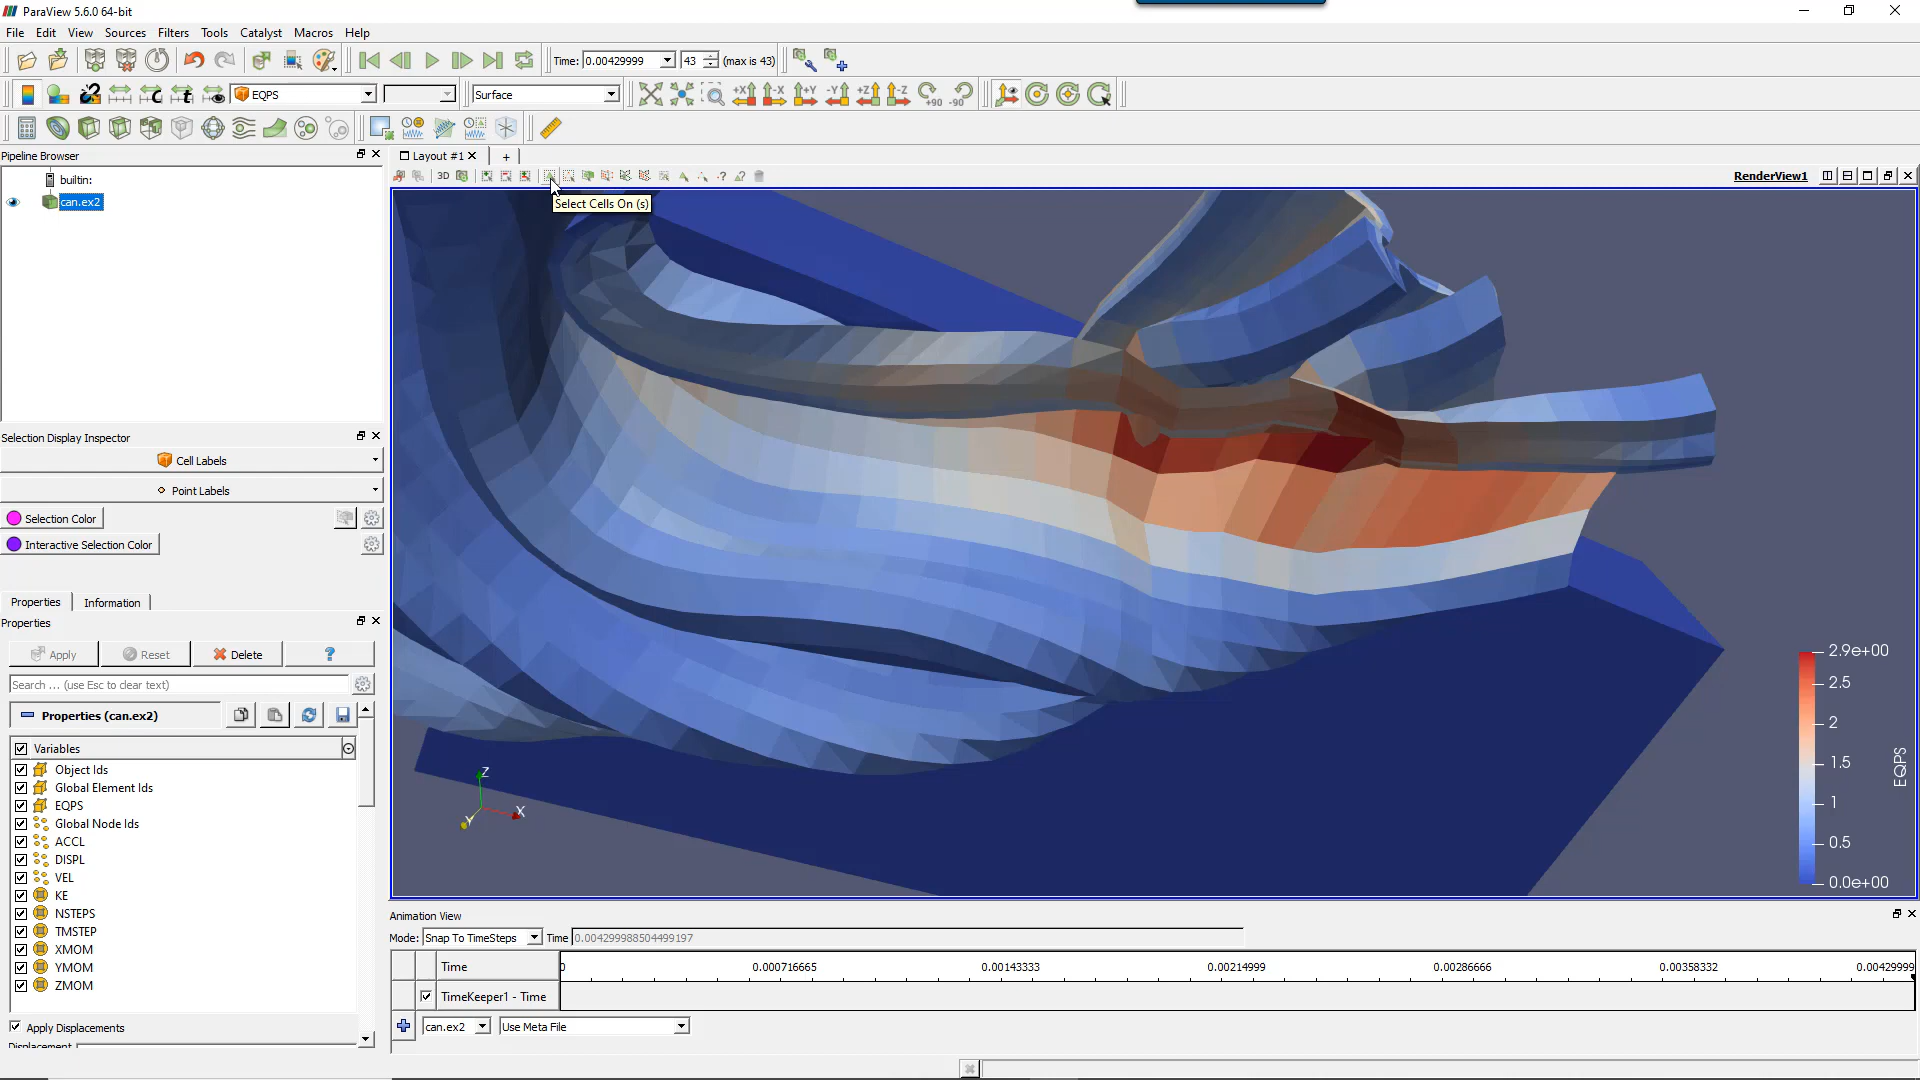 ParaView 5.6.0 64-bit
File Edit View Sources Filters Tools Catalyst Macros Help
Time: 0.00429999 43 (max is 43)
EQPS Surface +X -X +Y -Y +Z -Z +90 -90
Pipeline Browser
Layout #1
3D
RenderView1
builtin:
can.ex2
Select Cells On (s)
Selection Display Inspector
Cell Labels
Point Labels
Selection Color
Interactive Selection Color
Properties Information
Properties
Apply Reset Delete ?
Search ... (use Esc to clear text)
Properties (can.ex2)
Variables
Object Ids
Global Element Ids
EQPS
Global Node Ids
ACCL
DISPL
VEL
KE
NSTEPS
TMSTEP
XMOM
YMOM
ZMOM
Apply Displacements
Displacement
Z
X
Y
2.9e+00
2.5
2
1.5
1
0.5
0.0e+00
EQPS
Animation View
Mode: Snap To TimeSteps Time 0.004299988504499197
Time 0 0.000716665 0.00143333 0.00214999 0.00286666 0.00358332 0.00429999
TimeKeeper1 - Time
can.ex2 Use Meta File